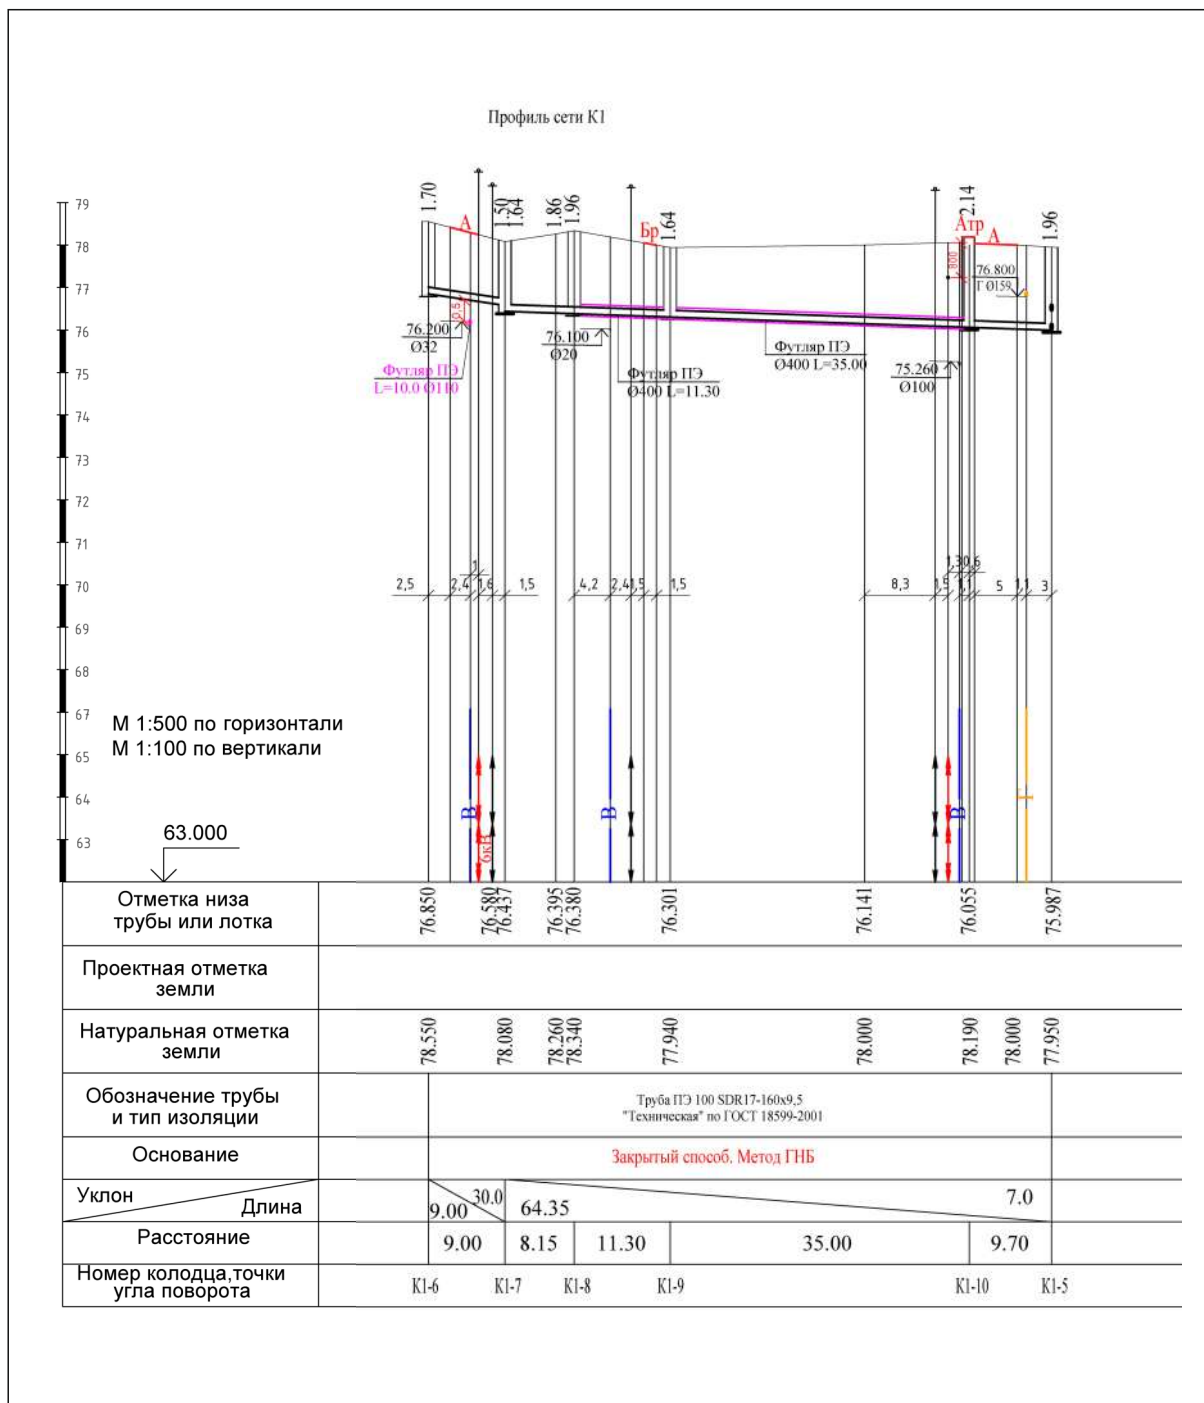 Профиль сети К1
1.70
1.50
1.64
1.86
1.96
1.64
2.14
1.96
А
Бр
Атр
А
79
78
77
76
75
74
73
72
71
70
69
68
67
65
64
63
0,5
800
76.800
Г Ø159
76.200
Ø32
76.100
Ø20
Футляр ПЭ
L=10.0 Ø110
Футляр ПЭ
Ø400 L=11.30
Футляр ПЭ
Ø400 L=35.00
75.260
Ø100
1
1,3
0,6
2,5
2,4
1,6
1,5
4,2
2,4
1,5
1,5
8,3
1,5
1,1
5
1,1
3
М 1:500 по горизонтали
М 1:100 по вертикали
63.000
В
6кВ
В
В
Г
Отметка низа
трубы или лотка
76.850
76.580
76.437
76.395
76.380
76.301
76.141
76.055
75.987
Проектная отметка
земли
Натуральная отметка
земли
78.550
78.080
78.260
78.340
77.940
78.000
78.190
78.000
77.950
Обозначение трубы
и тип изоляции
Труба ПЭ 100 SDR17-160х9,5
"Техническая" по ГОСТ 18599-2001
Основание
Закрытый способ. Метод ГНБ
Уклон
Длина
9.00
30.0
64.35
7.0
Расстояние
9.00
8.15
11.30
35.00
9.70
Номер колодца,точки
угла поворота
К1-6
К1-7
К1-8
К1-9
К1-10
К1-5